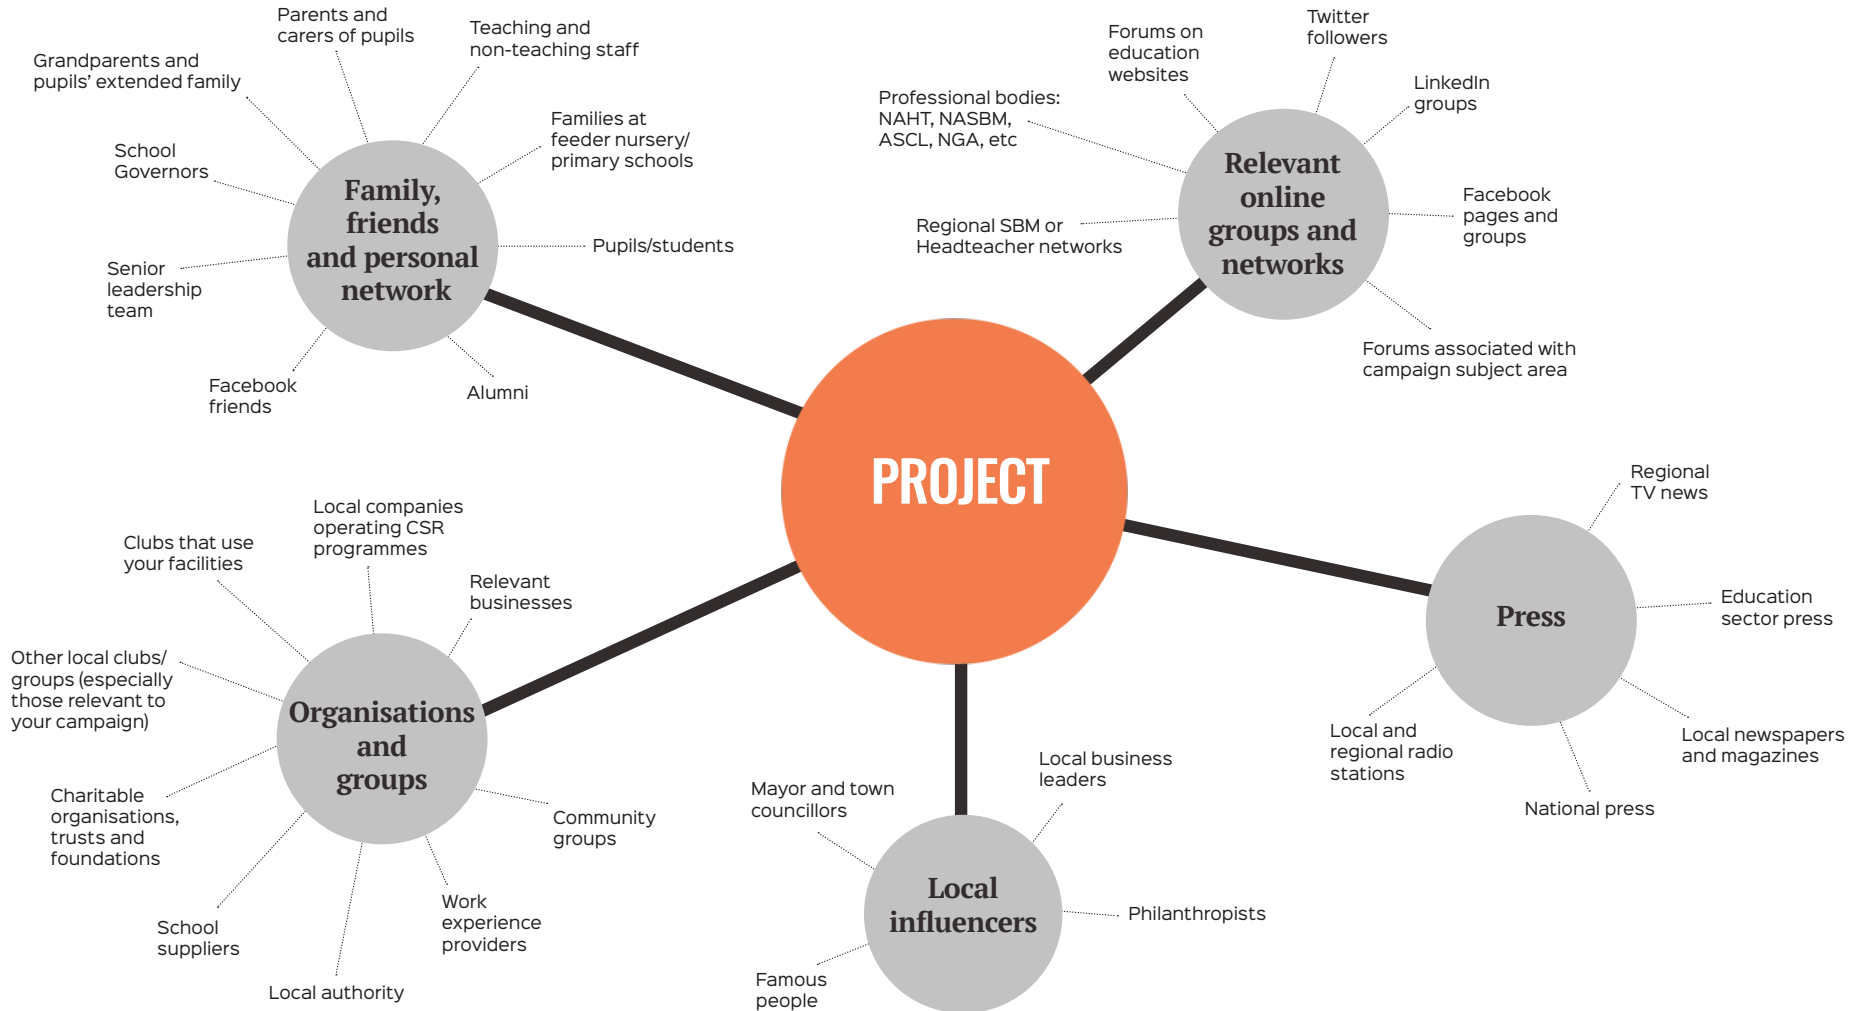 Parents and
carers of pupils
Teaching and
non-teaching staff
Grandparents and
pupils’ extended family
Families at
feeder nursery/
primary schools
School
Governors
Family,
friends
and personal
network
Pupils/students
Senior
leadership
team
Facebook
friends
Alumni
Twitter
followers
Forums on
education
websites
LinkedIn
groups
Professional bodies:
NAHT, NASBM,
ASCL, NGA, etc
Relevant
online
groups and
networks
Facebook
pages and
groups
Regional SBM or
Headteacher networks
Forums associated with
campaign subject area
PROJECT
Regional
TV news
Press
Education
sector press
Local and
regional radio
stations
Local newspapers
and magazines
National press
Local companies
operating CSR
programmes
Clubs that use
your facilities
Relevant
businesses
Other local clubs/
groups (especially
those relevant to
your campaign)
Organisations
and
groups
Charitable
organisations,
trusts and
foundations
Community
groups
School
suppliers
Work
experience
providers
Local authority
Local business
leaders
Mayor and town
councillors
Local
influencers
Philanthropists
Famous
people